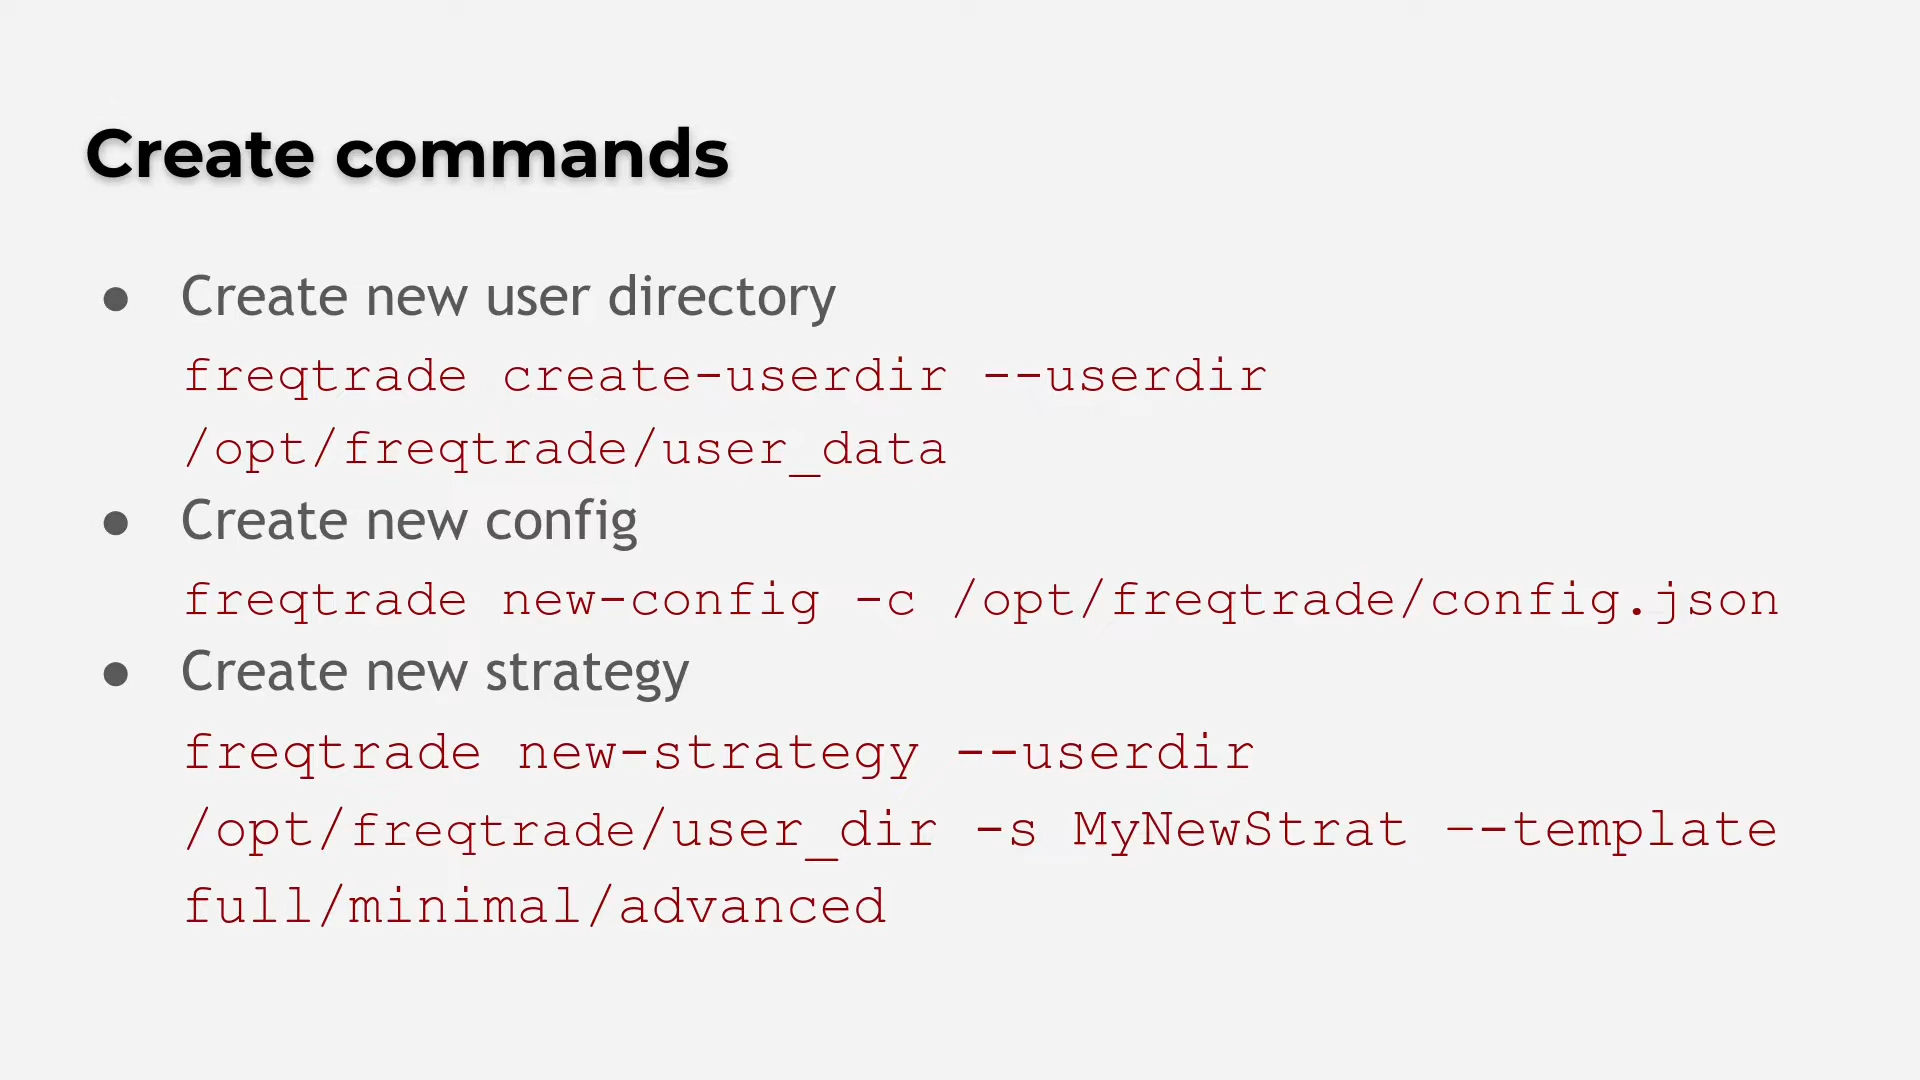 Create commands
● Create new user directory
freqtrade create-userdir --userdir
/opt/freqtrade/user_data
● Create new config
freqtrade new-config -c /opt/freqtrade/config.json
● Create new strategy
freqtrade new-strategy --userdir
/opt/freqtrade/user_dir -s MyNewStrat –-template
full/minimal/advanced